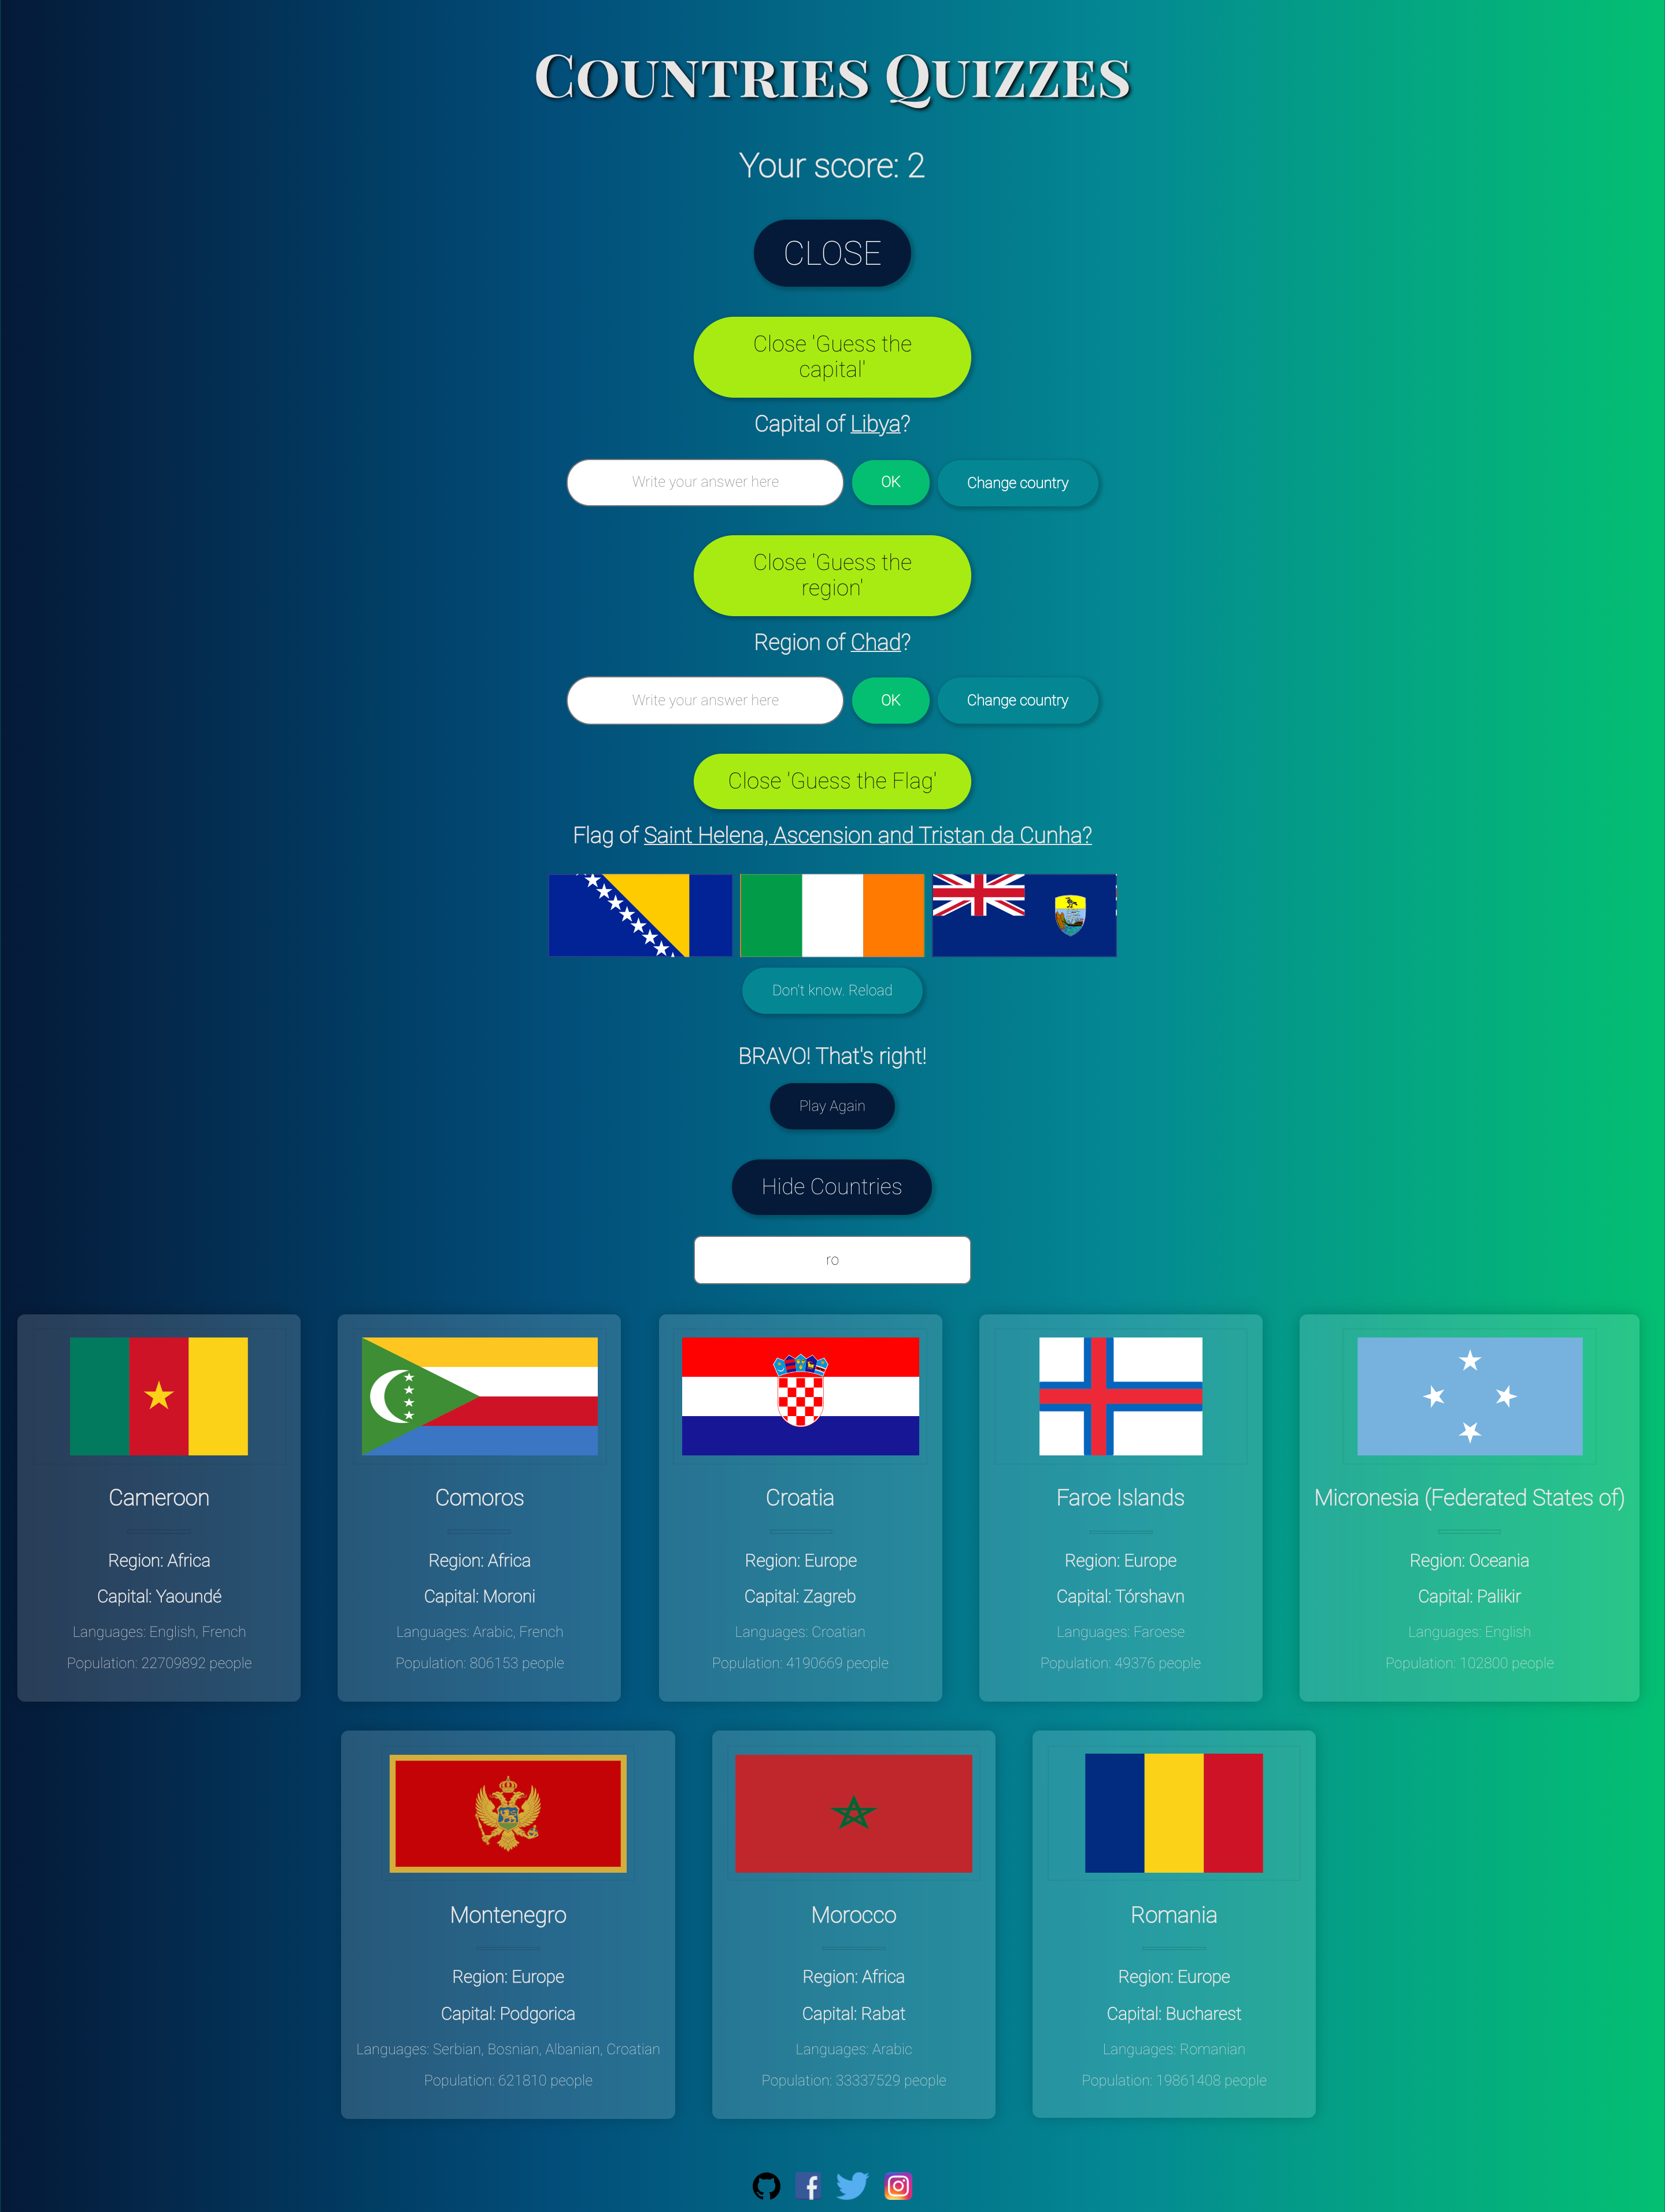 Countries Quizzes
Your score: 2
CLOSE
Close 'Guess the
capital'
Capital of Libya?
Write your answer here
OK
Change country
Close 'Guess the
region'
Region of Chad?
Write your answer here
OK
Change country
Close 'Guess the Flag'
Flag of Saint Helena, Ascension and Tristan da Cunha?
Don't know. Reload
BRAVO! That's right!
Play Again
Hide Countries
ro
Cameroon
Region: Africa
Capital: Yaoundé
Languages: English, French
Population: 22709892 people
Comoros
Region: Africa
Capital: Moroni
Languages: Arabic, French
Population: 806153 people
Croatia
Region: Europe
Capital: Zagreb
Languages: Croatian
Population: 4190669 people
Faroe Islands
Region: Europe
Capital: Tórshavn
Languages: Faroese
Population: 49376 people
Micronesia (Federated States of)
Region: Oceania
Capital: Palikir
Languages: English
Population: 102800 people
Montenegro
Region: Europe
Capital: Podgorica
Languages: Serbian, Bosnian, Albanian, Croatian
Population: 621810 people
Morocco
Region: Africa
Capital: Rabat
Languages: Arabic
Population: 33337529 people
Romania
Region: Europe
Capital: Bucharest
Languages: Romanian
Population: 19861408 people